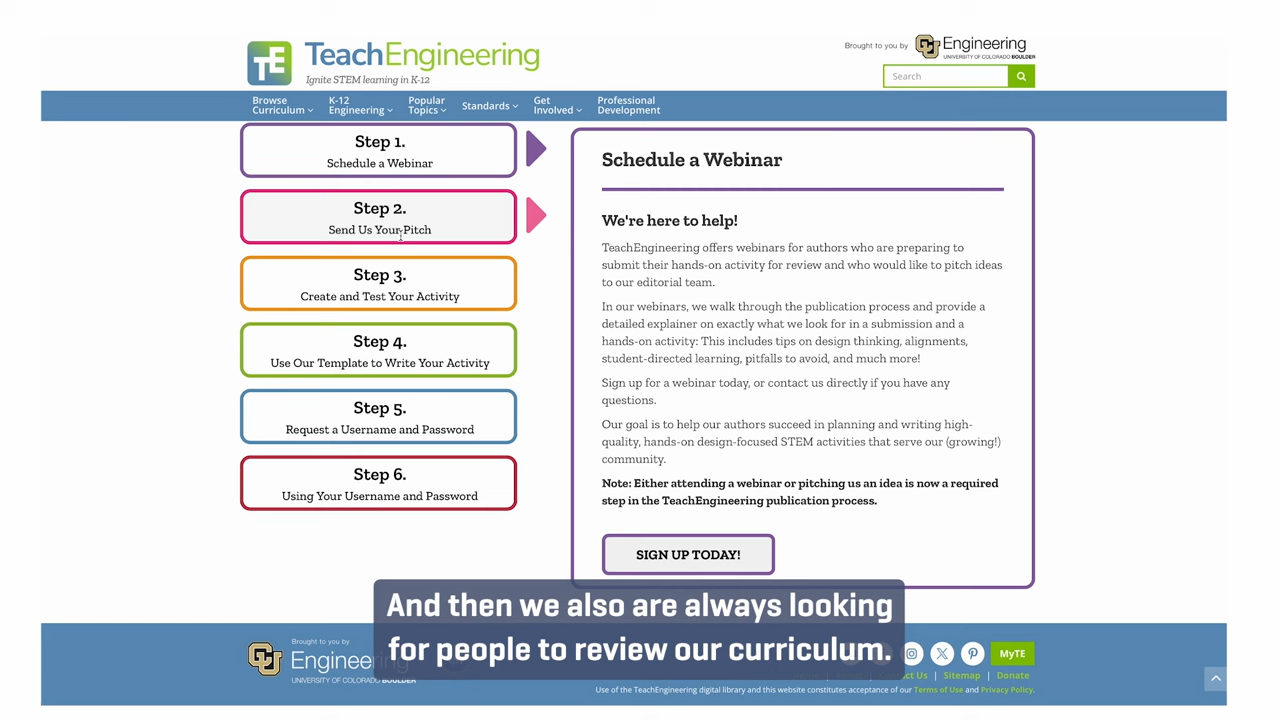 TE
TeachEngineering
Ignite STEM learning in K-12
Brought to you by
Engineering
UNIVERSITY OF COLORADO BOULDER
Search
Browse
Curriculum
K-12
Engineering
Popular
Topics
Standards
Get
Involved
Professional
Development
Step 1.
Schedule a Webinar
Step 2.
Send Us Your Pitch
Step 3.
Create and Test Your Activity
Step 4.
Use Our Template to Write Your Activity
Step 5.
Request a Username and Password
Step 6.
Using Your Username and Password
Schedule a Webinar
We're here to help!
TeachEngineering offers webinars for authors who are preparing to
submit their hands-on activity for review and who would like to pitch ideas
to our editorial team.
In our webinars, we walk through the publication process and provide a
detailed explainer on exactly what we look for in a submission and a
hands-on activity: This includes tips on design thinking, alignments,
student-directed learning, pitfalls to avoid, and much more!
Sign up for a webinar today, or contact us directly if you have any
questions.
Our goal is to help our authors succeed in planning and writing high-
quality, hands-on design-focused STEM activities that serve our (growing!)
community.
Note: Either attending a webinar or pitching us an idea is now a required
step in the TeachEngineering publication process.
SIGN UP TODAY!
And then we also are always looking
for people to review our curriculum.
Brought to you by
Engineering
UNIVERSITY OF COLORADO BOULDER
MyTE
Us | Sitemap | Donate
Use of the TeachEngineering digital library and this website constitutes acceptance of our Terms of Use and Privacy Policy.